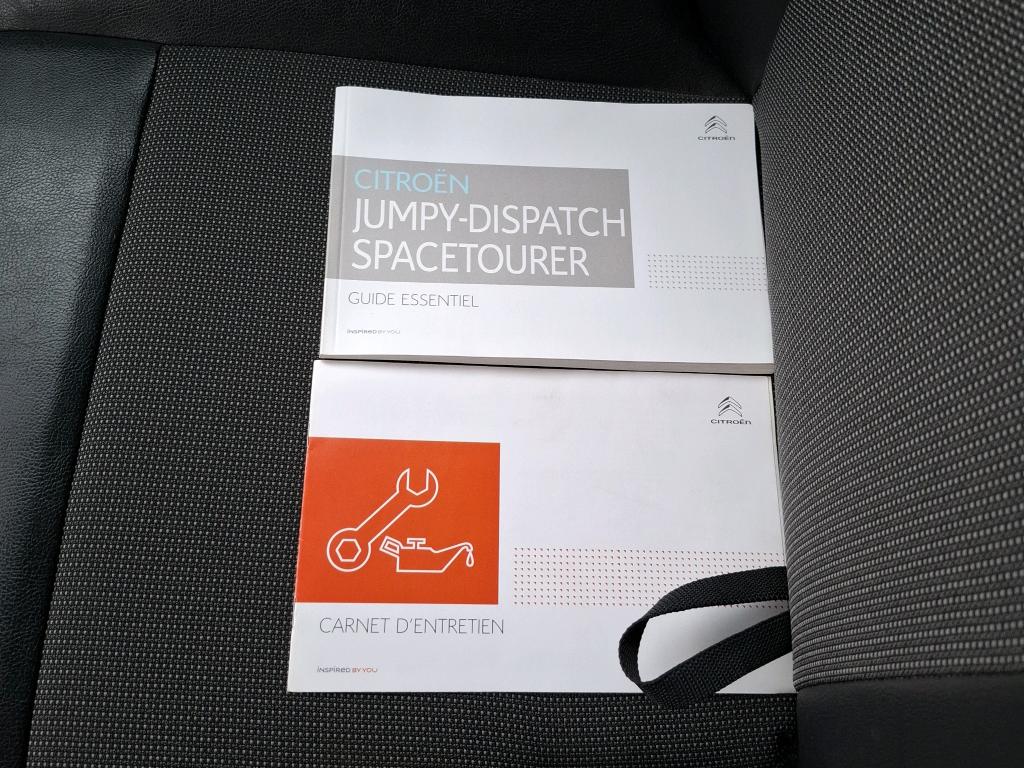 CITROËN
CITROËN
JUMPY-DISPATCH
SPACETOURER
GUIDE ESSENTIEL
INSPIRED BY YOU
CITROËN
CARNET D'ENTRETIEN
INSPIRED BY YOU